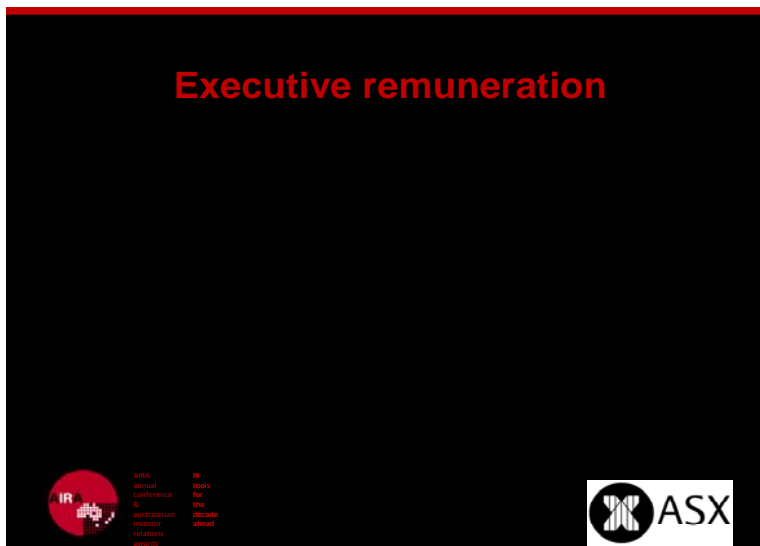 Executive remuneration
AIRA
AIRA
annual
conference
&
australasian
investor
relations
awards
IR
tools
for
the
decade
ahead
ASX